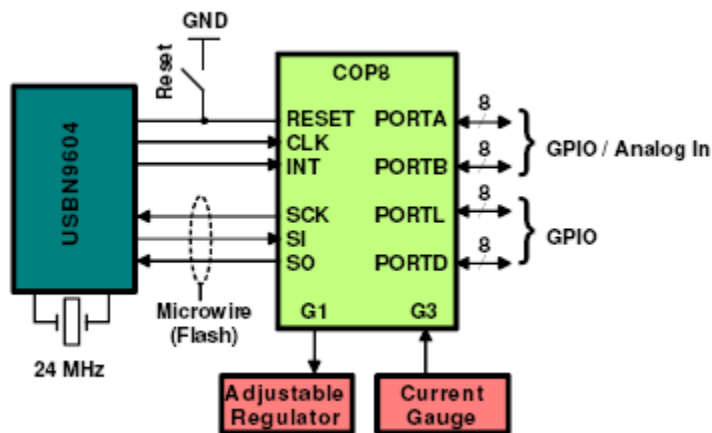 GND
Reset
COP8
USBN9604
RESET
CLK
INT
SCK
SI
SO
PORTA
PORTB
PORTL
PORTD
8
8
8
8
GPIO / Analog In
GPIO
Microwire
(Flash)
G1
G3
24 MHz
Adjustable
Regulator
Current
Gauge